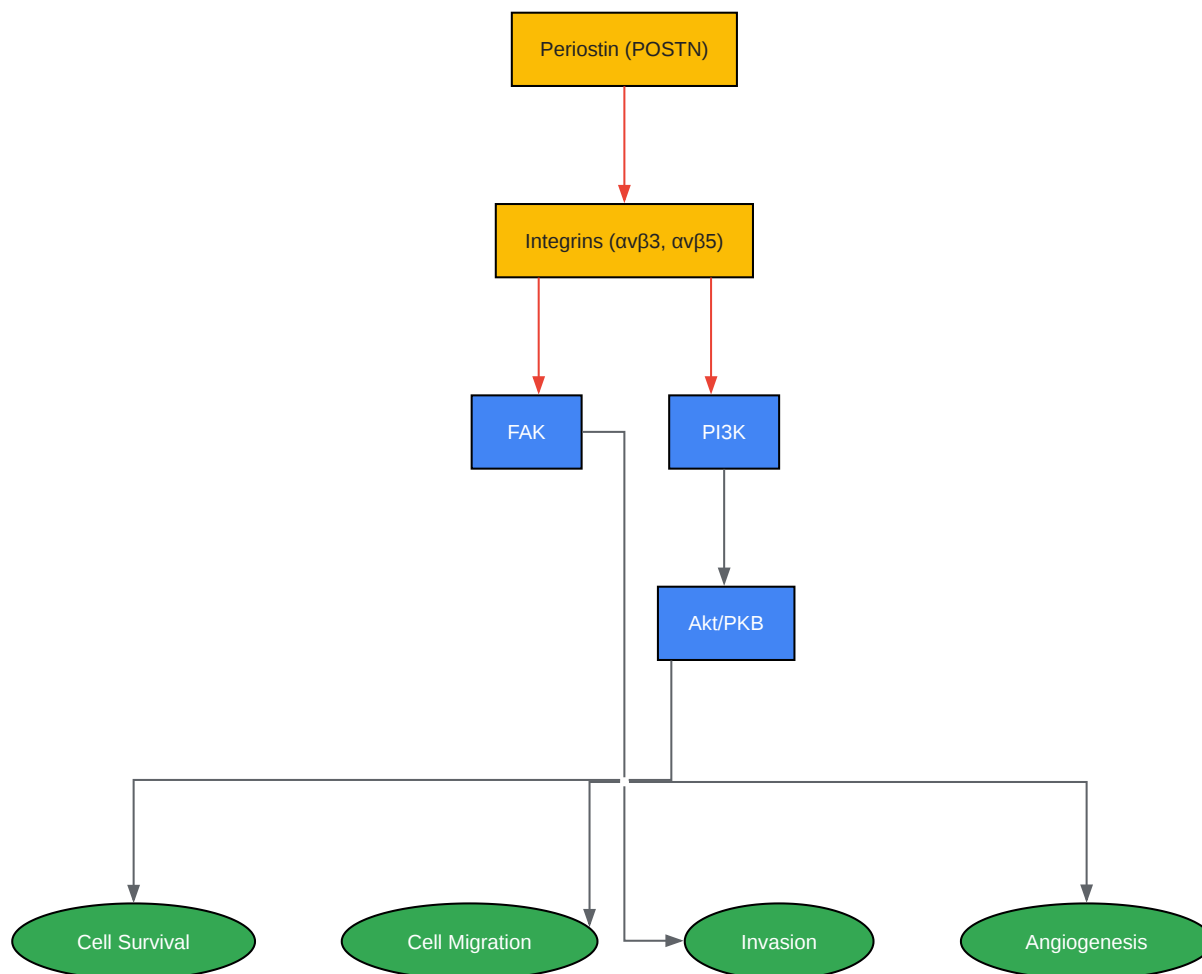 Periostin (POSTN)
Integrins (αvβ3, αvβ5)
FAK
PI3K
Akt/PKB
Cell Survival
Cell Migration
Invasion
Angiogenesis